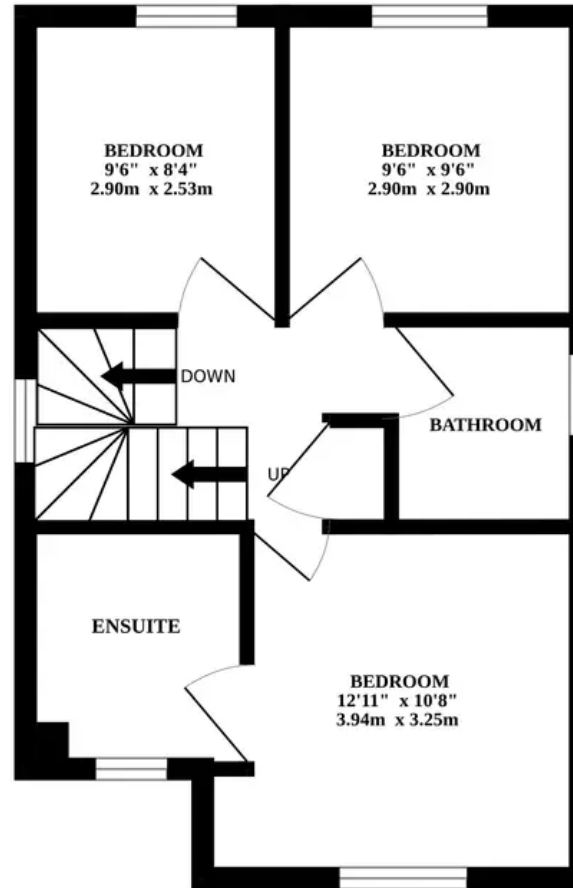 BEDROOM
9'6" x 8'4"
2.90m x 2.53m
BEDROOM
9'6" x 9'6"
2.90m x 2.90m
DOWN
BATHROOM
UP
ENSUITE
BEDROOM
12'11" x 10'8"
3.94m x 3.25m